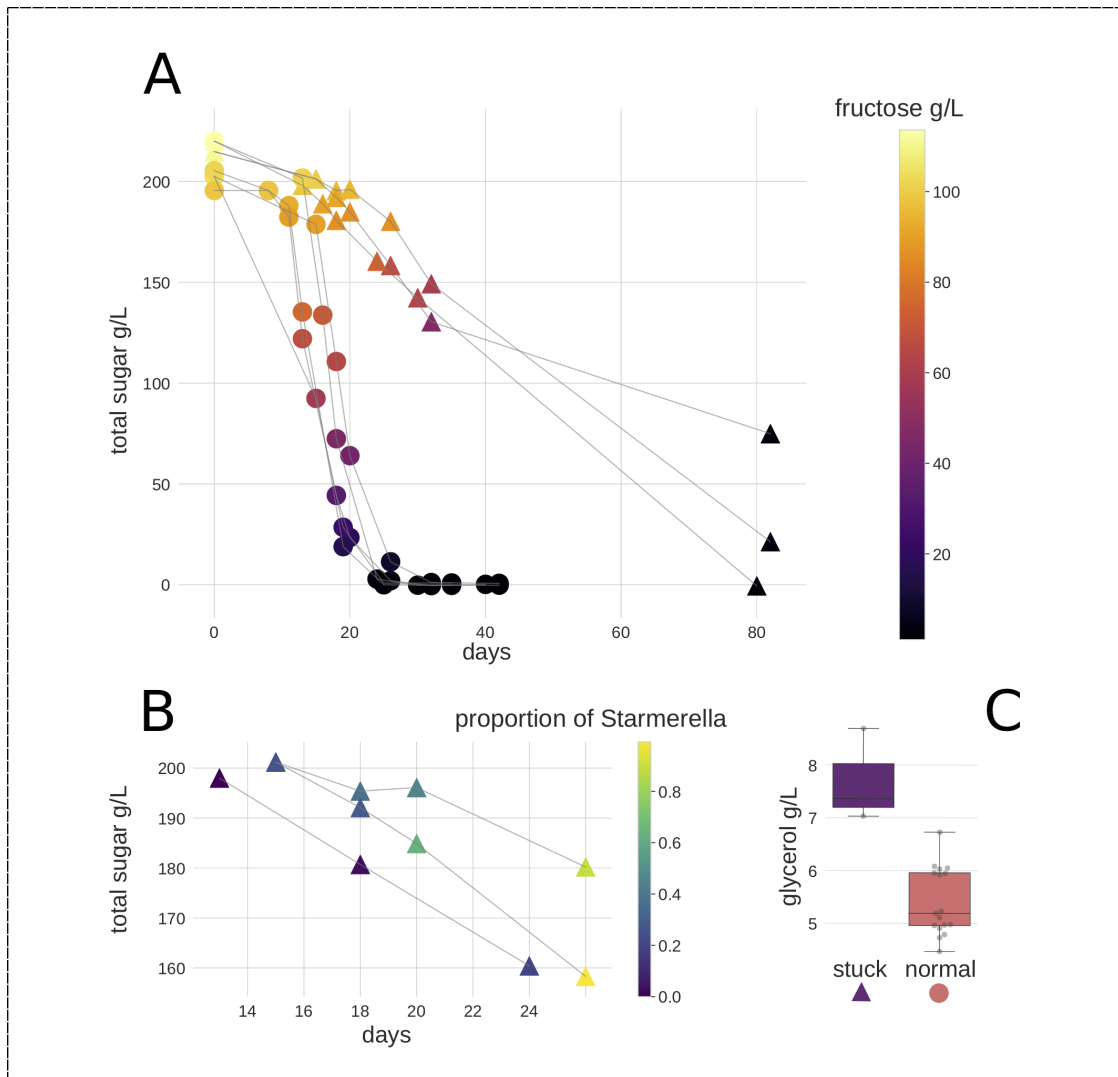 A
fructose g/L
total sugar g/L
200
150
100
50
0
0 20 40 60 80
days
100
80
60
40
20
B
proportion of Starmerella
total sugar g/L
200
190
180
170
160
14 16 18 20 22 24
days
0.8
0.6
0.4
0.2
0.0
C
glycerol g/L
8
7
6
5
stuck normal